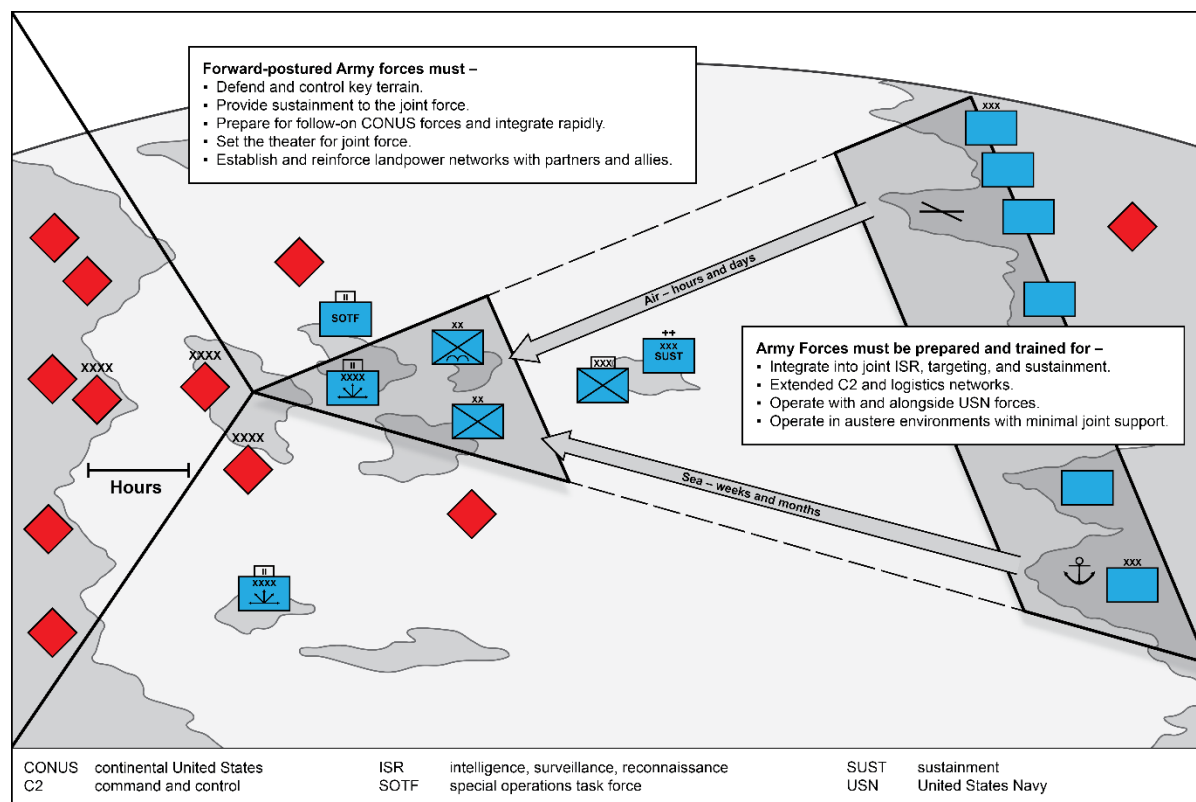 Forward-postured Army forces must –
▪ Defend and control key terrain.
▪ Provide sustainment to the joint force.
▪ Prepare for follow-on CONUS forces and integrate rapidly.
▪ Set the theater for joint force.
▪ Establish and reinforce landpower networks with partners and allies.
xxx
Air – hours and days
II
SOTF
xx
++
xxx
SUST
XXX
Army Forces must be prepared and trained for –
▪ Integrate into joint ISR, targeting, and sustainment.
▪ Extended C2 and logistics networks.
▪ Operate with and alongside USN forces.
▪ Operate in austere environments with minimal joint support.
XXXX
XXXX
II
XXXX
xx
XXXX
Hours
Sea – weeks and months
II
XXXX
xxx
CONUS continental United States
C2 command and control
ISR intelligence, surveillance, reconnaissance
SOTF special operations task force
SUST sustainment
USN United States Navy